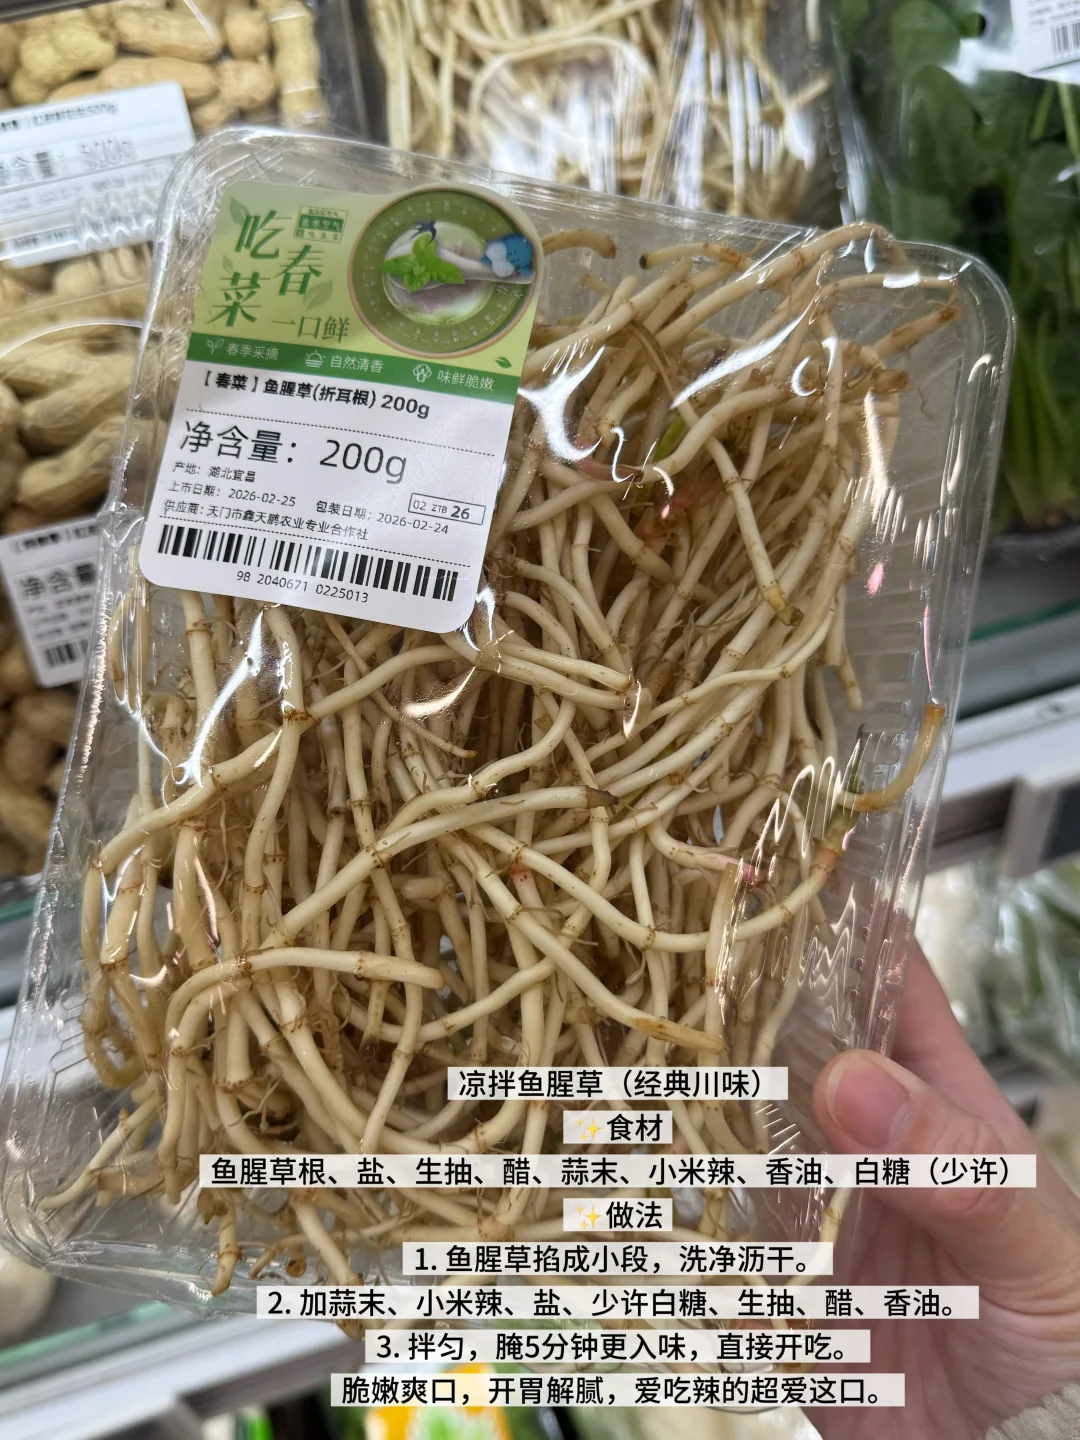 吃春菜
一口鲜
春季采摘 自然清香 味鲜脆嫩
【春菜】鱼腥草(折耳根) 200g
净含量：200g
产地：湖北宜昌
上市日期：2026-02-25 包装日期：2026-02-24
02 ZTB 26
供应商：天门市鑫天鹏农业专业合作社
98 2040671 0225013
凉拌鱼腥草（经典川味）
✨食材
鱼腥草根、盐、生抽、醋、蒜末、小米辣、香油、白糖（少许）
✨做法
1. 鱼腥草掐成小段，洗净沥干。
2. 加蒜末、小米辣、盐、少许白糖、生抽、醋、香油。
3. 拌匀，腌5分钟更入味，直接开吃。
脆嫩爽口，开胃解腻，爱吃辣的超爱这口。